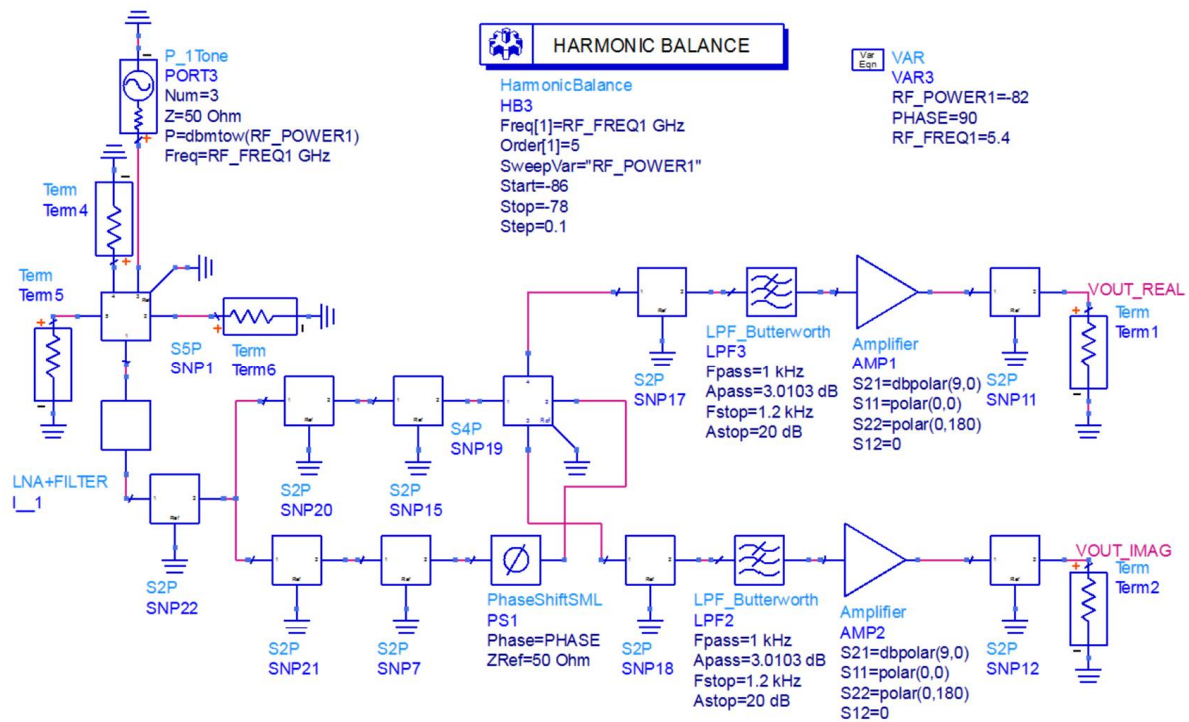 P_1Tone
PORT3
Num=3
Z=50 Ohm
P=dbmtow(RF_POWER1)
Freq=RF_FREQ1 GHz
HARMONIC BALANCE
HarmonicBalance
HB3
Freq[1]=RF_FREQ1 GHz
Order[1]=5
SweepVar="RF_POWER1"
Start=-86
Stop=-78
Step=0.1
Var
Eqn
VAR
VAR3
RF_POWER1=-82
PHASE=90
RF_FREQ1=5.4
Term
Term4
Term
Term5
S5P
SNP1
Term
Term6
LNA+FILTER
I__1
S2P
SNP22
S2P
SNP20
S2P
SNP15
S4P
SNP19
S2P
SNP21
S2P
SNP7
PhaseShiftSML
PS1
Phase=PHASE
ZRef=50 Ohm
S2P
SNP17
LPF_Butterworth
LPF3
Fpass=1 kHz
Apass=3.0103 dB
Fstop=1.2 kHz
Astop=20 dB
Amplifier
AMP1
S21=dbpolar(9,0)
S11=polar(0,0)
S22=polar(0,180)
S12=0
S2P
SNP11
VOUT_REAL
Term
Term1
S2P
SNP18
LPF_Butterworth
LPF2
Fpass=1 kHz
Apass=3.0103 dB
Fstop=1.2 kHz
Astop=20 dB
Amplifier
AMP2
S21=dbpolar(9,0)
S11=polar(0,0)
S22=polar(0,180)
S12=0
S2P
SNP12
VOUT_IMAG
Term
Term2